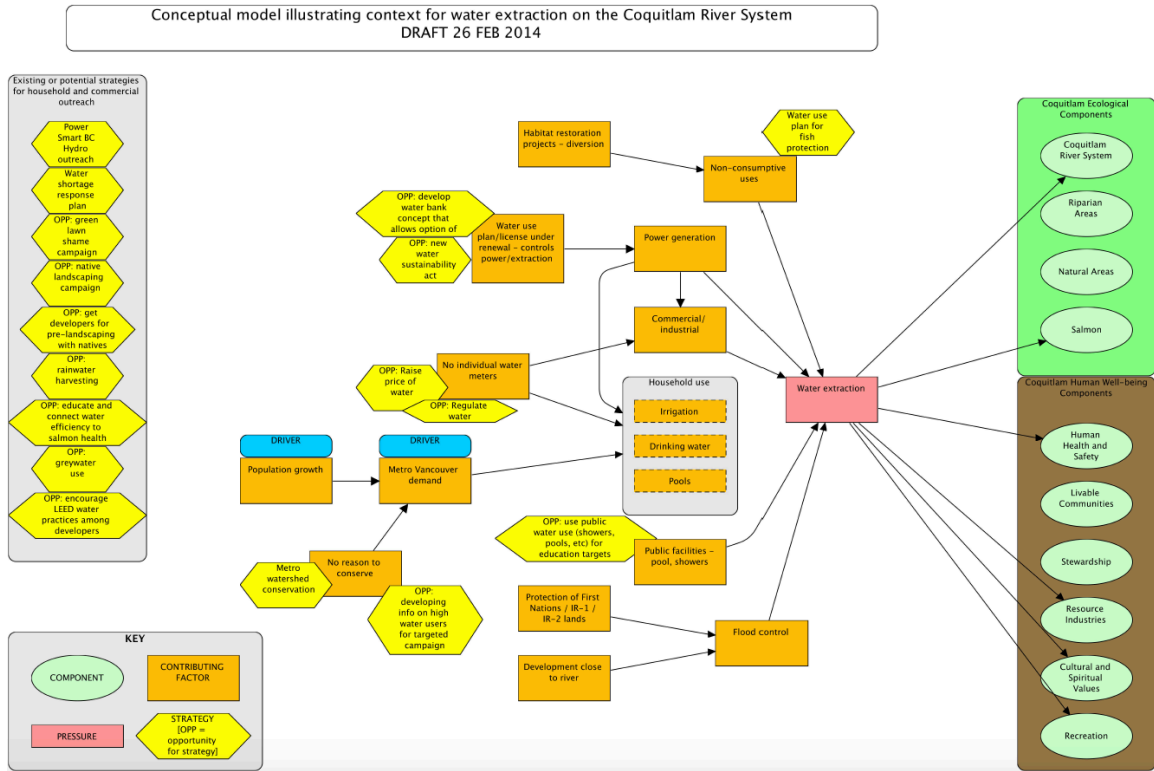 Conceptual model illustrating context for water extraction on the Coquitlam River System
DRAFT 26 FEB 2014
Existing or potential strategies
for household and commercial
outreach
Power
Smart BC
Hydro
outreach
Water
shortage
response
plan
OPP: green
lawn
shame
campaign
OPP: native
landscaping
campaign
OPP: get
developers for
pre-landscaping
with natives
OPP:
rainwater
harvesting
OPP: educate and
connect water
efficiency to
salmon health
OPP:
greywater
use
OPP: encourage
LEED water
practices among
developers
Habitat restoration
projects - diversion
Water use
plan for
fish
protection
Non-consumptive
uses
OPP: develop
water bank
concept that
allows option of
OPP: new
water
sustainability
act
Water use
plan/license under
renewal - controls
power/extraction
Power generation
Commercial/
industrial
No individual water
meters
OPP: Raise
price of
water
OPP: Regulate
water
Household use
Irrigation
Drinking water
Pools
Water extraction
DRIVER
Population growth
DRIVER
Metro Vancouver
demand
No reason to
conserve
Metro
watershed
conservation
OPP:
developing
info on high
water users
for targeted
campaign
OPP: use public
water use (showers,
pools, etc) for
education targets
Public facilities -
pool, showers
Protection of First
Nations / IR-1 /
IR-2 lands
Flood control
Development close
to river
Coquitlam Ecological
Components
Coquitlam
River System
Riparian
Areas
Natural Areas
Salmon
Coquitlam Human Well-being
Components
Human
Health and
Safety
Livable
Communities
Stewardship
Resource
Industries
Cultural and
Spiritual
Values
Recreation
KEY
COMPONENT
CONTRIBUTING
FACTOR
PRESSURE
STRATEGY
[OPP =
opportunity
for strategy]